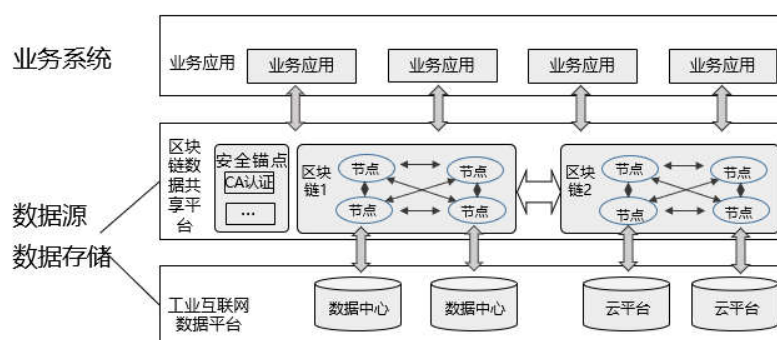 业务系统
业务应用
业务应用
业务应用
业务应用
业务应用
区块
链数
据共
享平
台
安全锚点
CA认证
...
区块
链1
节点
节点
节点
节点
区块
链2
节点
节点
节点
节点
数据源
数据存储
工业互联网
数据平台
数据中心
数据中心
云平台
云平台